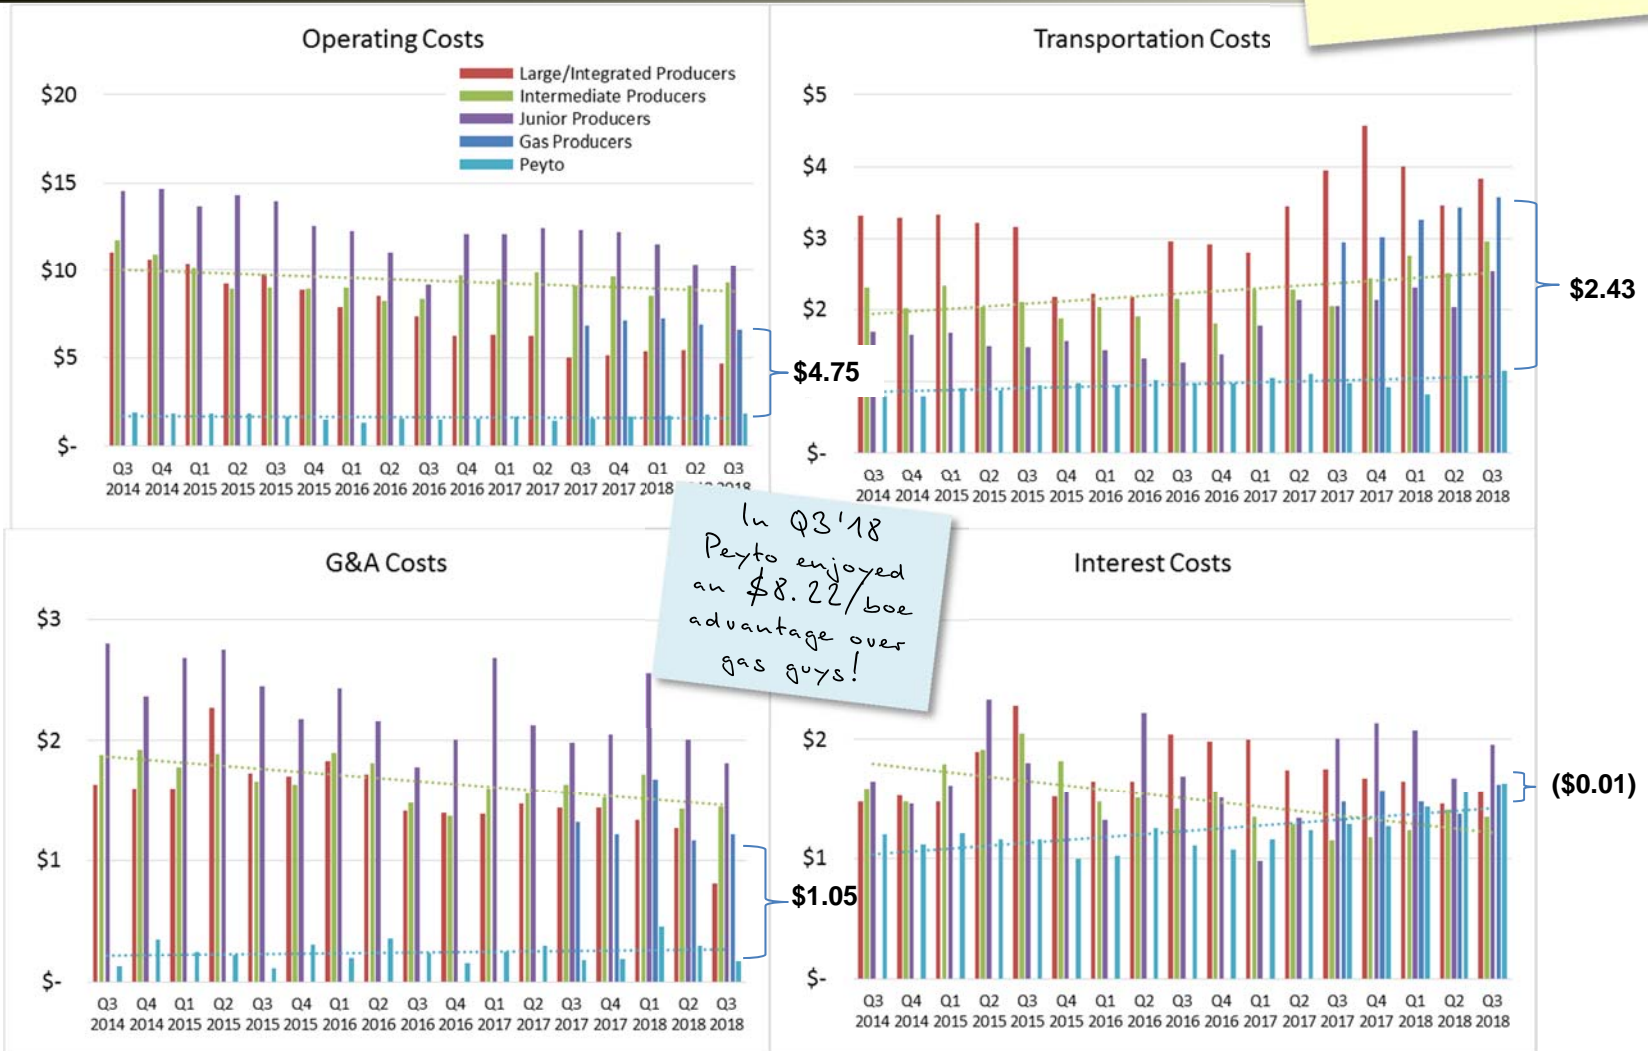 Operating Costs
Large/Integrated Producers
Intermediate Producers
Junior Producers
Gas Producers
Peyto
$20
$15
$10
$5
$-
$4.75
Q3 Q4 Q1 Q2 Q3 Q4 Q1 Q2 Q3 Q4 Q1 Q2 Q3 Q4 Q1 Q2 Q3
2014 2014 2015 2015 2015 2015 2016 2016 2016 2016 2017 2017 2017 2017 2018
Transportation Costs
$5
$4
$3
$2
$-
$2.43
Q3 Q4 Q1 Q2 Q3 Q4 Q1 Q2 Q3 Q4 Q1 Q2 Q3 Q4 Q1 Q2 Q3
2014 2014 2015 2015 2015 2015 2016 2016 2016 2016 2017 2017 2017 2017 2018 2018 2018
In Q3'18
Peyto enjoyed
an $8.22/boe
advantage over
gas guys!
G&A Costs
$3
$2
$1
$-
$1.05
Q3 Q4 Q1 Q2 Q3 Q4 Q1 Q2 Q3 Q4 Q1 Q2 Q3 Q4 Q1 Q2 Q3
2014 2014 2015 2015 2015 2015 2016 2016 2016 2016 2017 2017 2017 2017 2018 2018 2018
Interest Costs
$2
$1
$-
($0.01)
Q3 Q4 Q1 Q2 Q3 Q4 Q1 Q2 Q3 Q4 Q1 Q2 Q3 Q4 Q1 Q2 Q3
2014 2014 2015 2015 2015 2015 2016 2016 2016 2016 2017 2017 2017 2017 2018 2018 2018